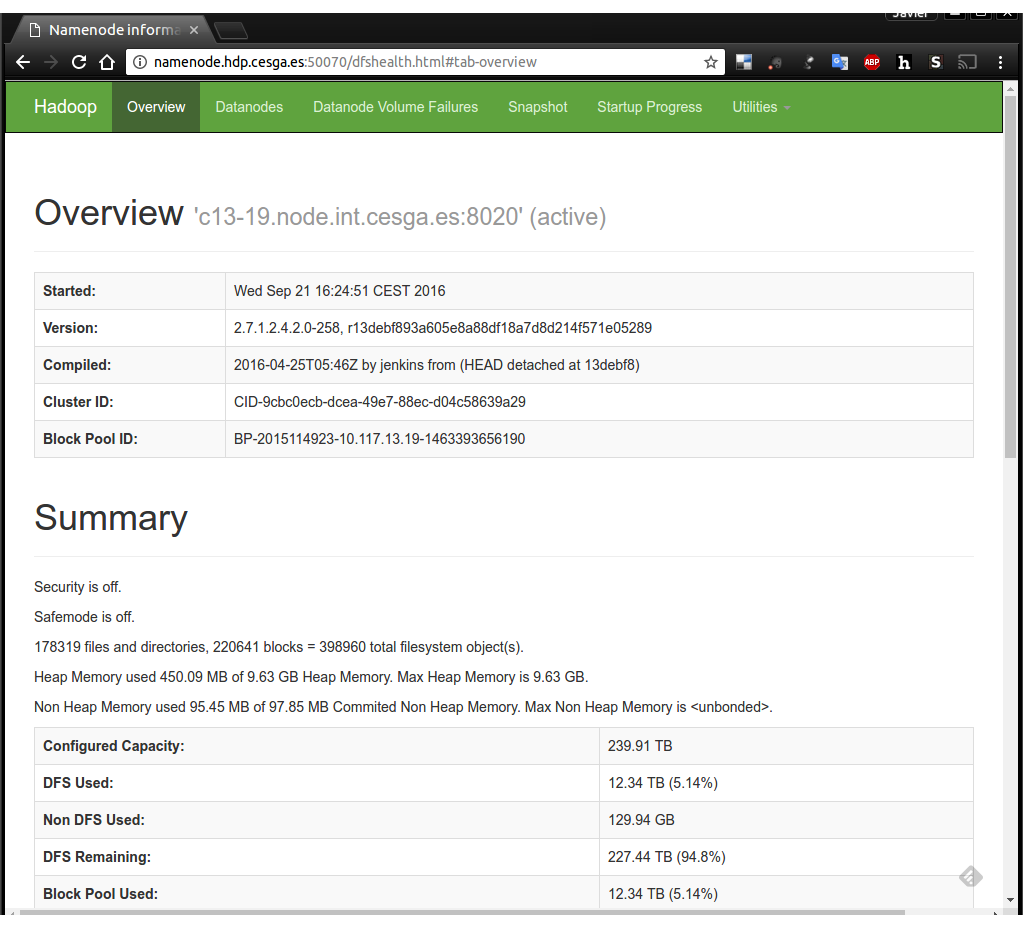 Javier
Namenode informa
namenode.hdp.cesga.es:50070/dfshealth.html#tab-overview
ABP
h
S
Hadoop Overview Datanodes Datanode Volume Failures Snapshot Startup Progress Utilities
Overview 'c13-19.node.int.cesga.es:8020' (active)
Started: Wed Sep 21 16:24:51 CEST 2016
Version: 2.7.1.2.4.2.0-258, r13debf893a605e8a88df18a7d8d214f571e05289
Compiled: 2016-04-25T05:46Z by jenkins from (HEAD detached at 13debf8)
Cluster ID: CID-9cbc0ecb-dcea-49e7-88ec-d04c58639a29
Block Pool ID: BP-2015114923-10.117.13.19-1463393656190
Summary
Security is off.
Safemode is off.
178319 files and directories, 220641 blocks = 398960 total filesystem object(s).
Heap Memory used 450.09 MB of 9.63 GB Heap Memory. Max Heap Memory is 9.63 GB.
Non Heap Memory used 95.45 MB of 97.85 MB Commited Non Heap Memory. Max Non Heap Memory is <unbonded>.
Configured Capacity: 239.91 TB
DFS Used: 12.34 TB (5.14%)
Non DFS Used: 129.94 GB
DFS Remaining: 227.44 TB (94.8%)
Block Pool Used: 12.34 TB (5.14%)